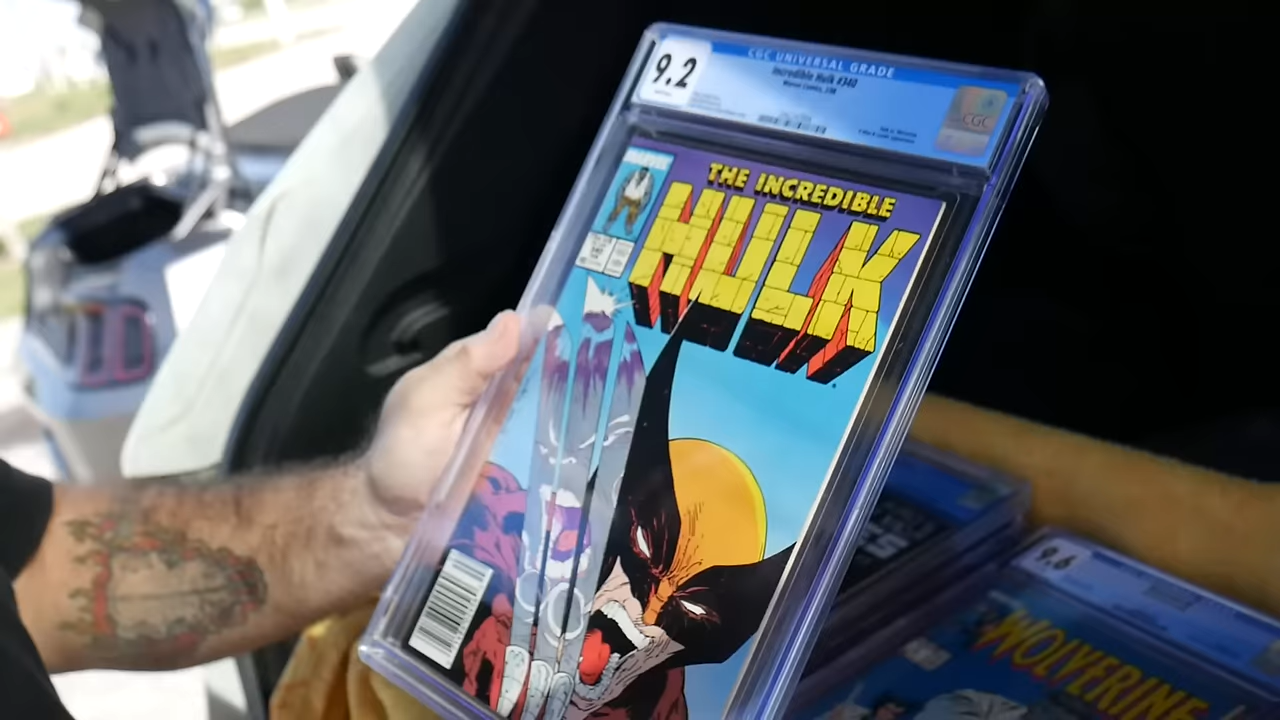 9.2
CGC UNIVERSAL GRADE
Incredible Hulk #340
Marvel Comics, 2/88
CGC
MARVEL
THE INCREDIBLE
HULK
9.6
WOLVERINE